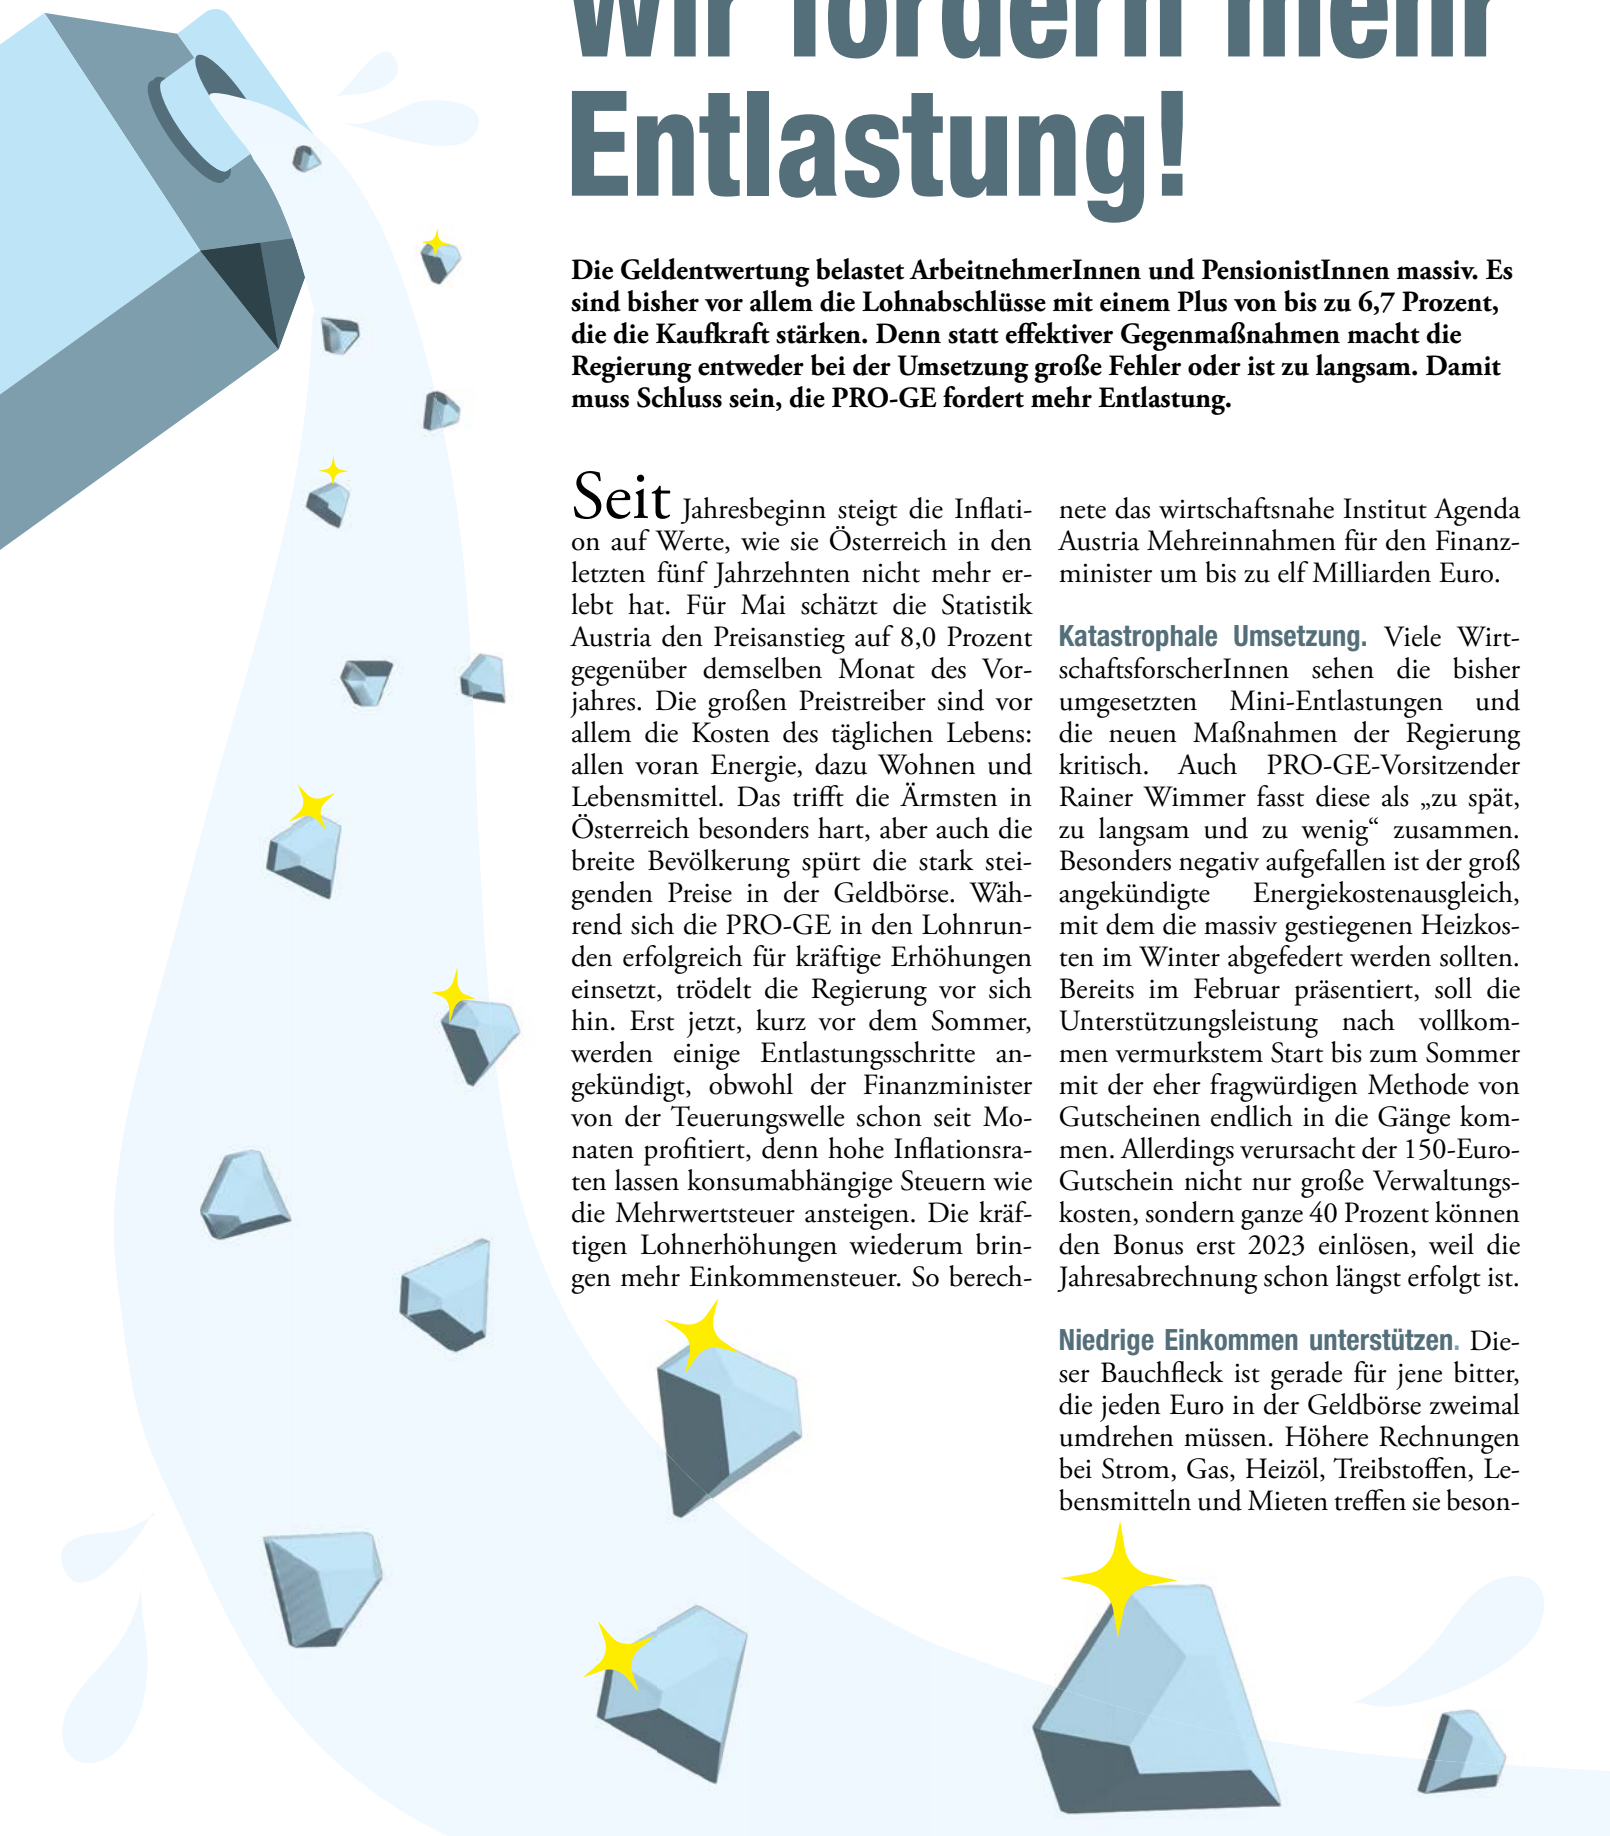 Wir fordern mehr
Entlastung!
Die Geldentwertung belastet ArbeitnehmerInnen und PensionistInnen massiv. Es
sind bisher vor allem die Lohnabschlüsse mit einem Plus von bis zu 6,7 Prozent,
die die Kaufkraft stärken. Denn statt effektiver Gegenmaßnahmen macht die
Regierung entweder bei der Umsetzung große Fehler oder ist zu langsam. Damit
muss Schluss sein, die PRO-GE fordert mehr Entlastung.
Seit Jahresbeginn steigt die Inflati-
on auf Werte, wie sie Österreich in den
letzten fünf Jahrzehnten nicht mehr er-
lebt hat. Für Mai schätzt die Statistik
Austria den Preisanstieg auf 8,0 Prozent
gegenüber demselben Monat des Vor-
jahres. Die großen Preistreiber sind vor
allem die Kosten des täglichen Lebens:
allen voran Energie, dazu Wohnen und
Lebensmittel. Das trifft die Ärmsten in
Österreich besonders hart, aber auch die
breite Bevölkerung spürt die stark stei-
genden Preise in der Geldbörse. Wäh-
rend sich die PRO-GE in den Lohnrun-
den erfolgreich für kräftige Erhöhungen
einsetzt, trödelt die Regierung vor sich
hin. Erst jetzt, kurz vor dem Sommer,
werden einige Entlastungsschritte an-
gekündigt, obwohl der Finanzminister
von der Teuerungswelle schon seit Mo-
naten profitiert, denn hohe Inflationsra-
ten lassen konsumabhängige Steuern wie
die Mehrwertsteuer ansteigen. Die kräf-
tigen Lohnerhöhungen wiederum brin-
gen mehr Einkommensteuer. So berech-
nete das wirtschaftsnahe Institut Agenda
Austria Mehreinnahmen für den Finanz-
minister um bis zu elf Milliarden Euro.
Katastrophale Umsetzung. Viele Wirt-
schaftsforscherInnen sehen die bisher
umgesetzten Mini-Entlastungen und
die neuen Maßnahmen der Regierung
kritisch. Auch PRO-GE-Vorsitzender
Rainer Wimmer fasst diese als „zu spät,
zu langsam und zu wenig“ zusammen.
Besonders negativ aufgefallen ist der groß
angekündigte Energiekostenausgleich,
mit dem die massiv gestiegenen Heizkos-
ten im Winter abgefedert werden sollten.
Bereits im Februar präsentiert, soll die
Unterstützungsleistung nach vollkom-
men vermurkstem Start bis zum Sommer
mit der eher fragwürdigen Methode von
Gutscheinen endlich in die Gänge kom-
men. Allerdings verursacht der 150-Euro-
Gutschein nicht nur große Verwaltungs-
kosten, sondern ganze 40 Prozent können
den Bonus erst 2023 einlösen, weil die
Jahresabrechnung schon längst erfolgt ist.
Niedrige Einkommen unterstützen. Die-
ser Bauchfleck ist gerade für jene bitter,
die jeden Euro in der Geldbörse zweimal
umdrehen müssen. Höhere Rechnungen
bei Strom, Gas, Heizöl, Treibstoffen, Le-
bensmitteln und Mieten treffen sie beson-